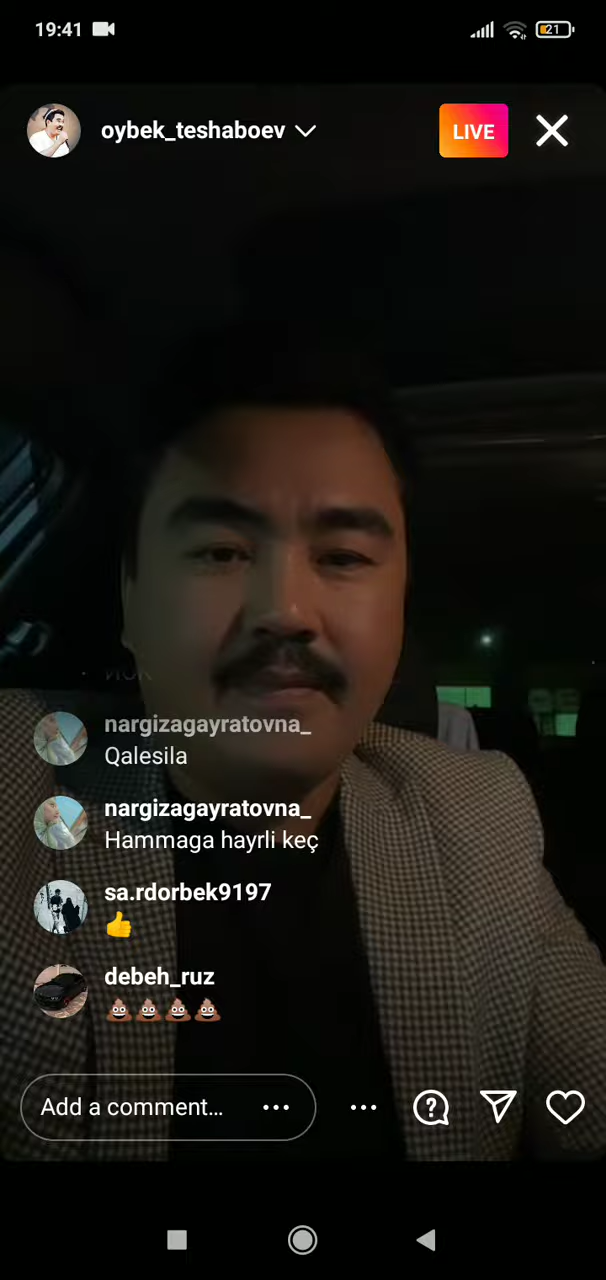 19:41
21
oybek_teshaboev
LIVE
nargizagayratovna_
Qalesila
nargizagayratovna_
Hammaga hayrli keç
sa.rdorbek9197
👍
debeh_ruz
💩💩💩💩
Add a comment...